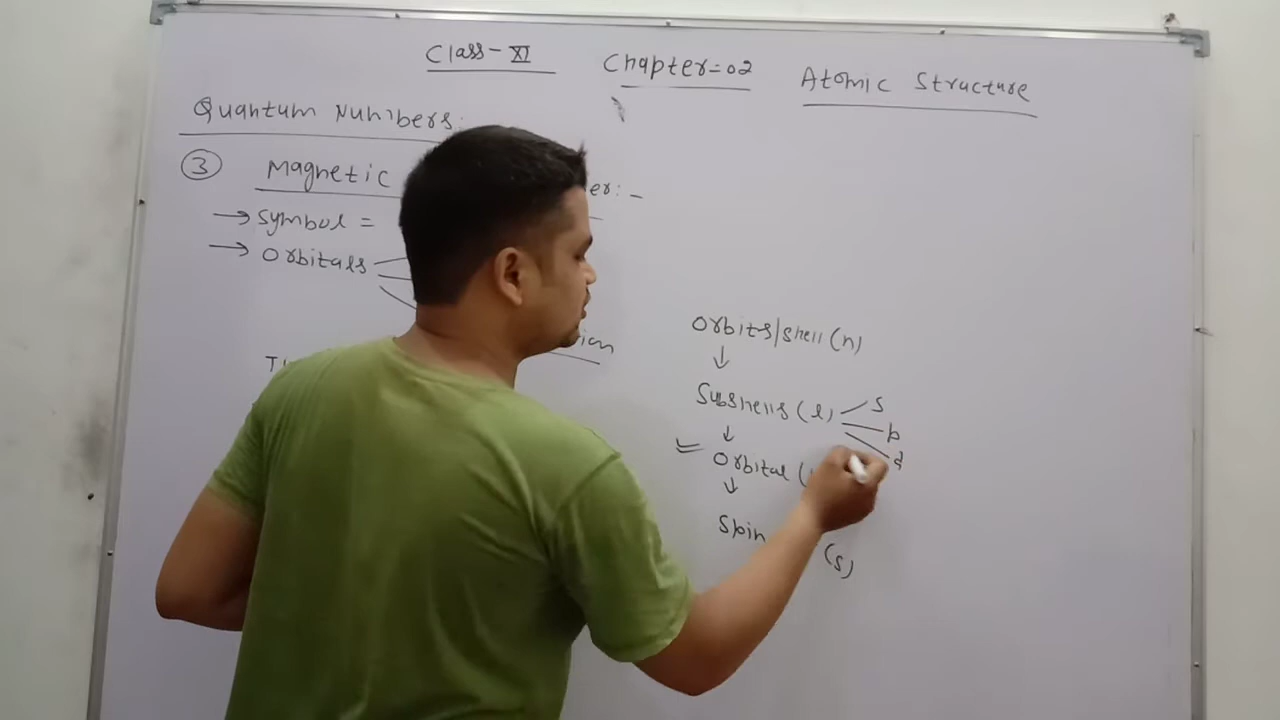 Class-XI Chapter=02 Atomic Structure
Quantum Numbers:
③ Magnetic er:-
→ Symbol =
→ Orbitals
Orbits/shell (n)
↓
Subshells (l) s
p
d
↓
Orbital (
↓
Spin (s)